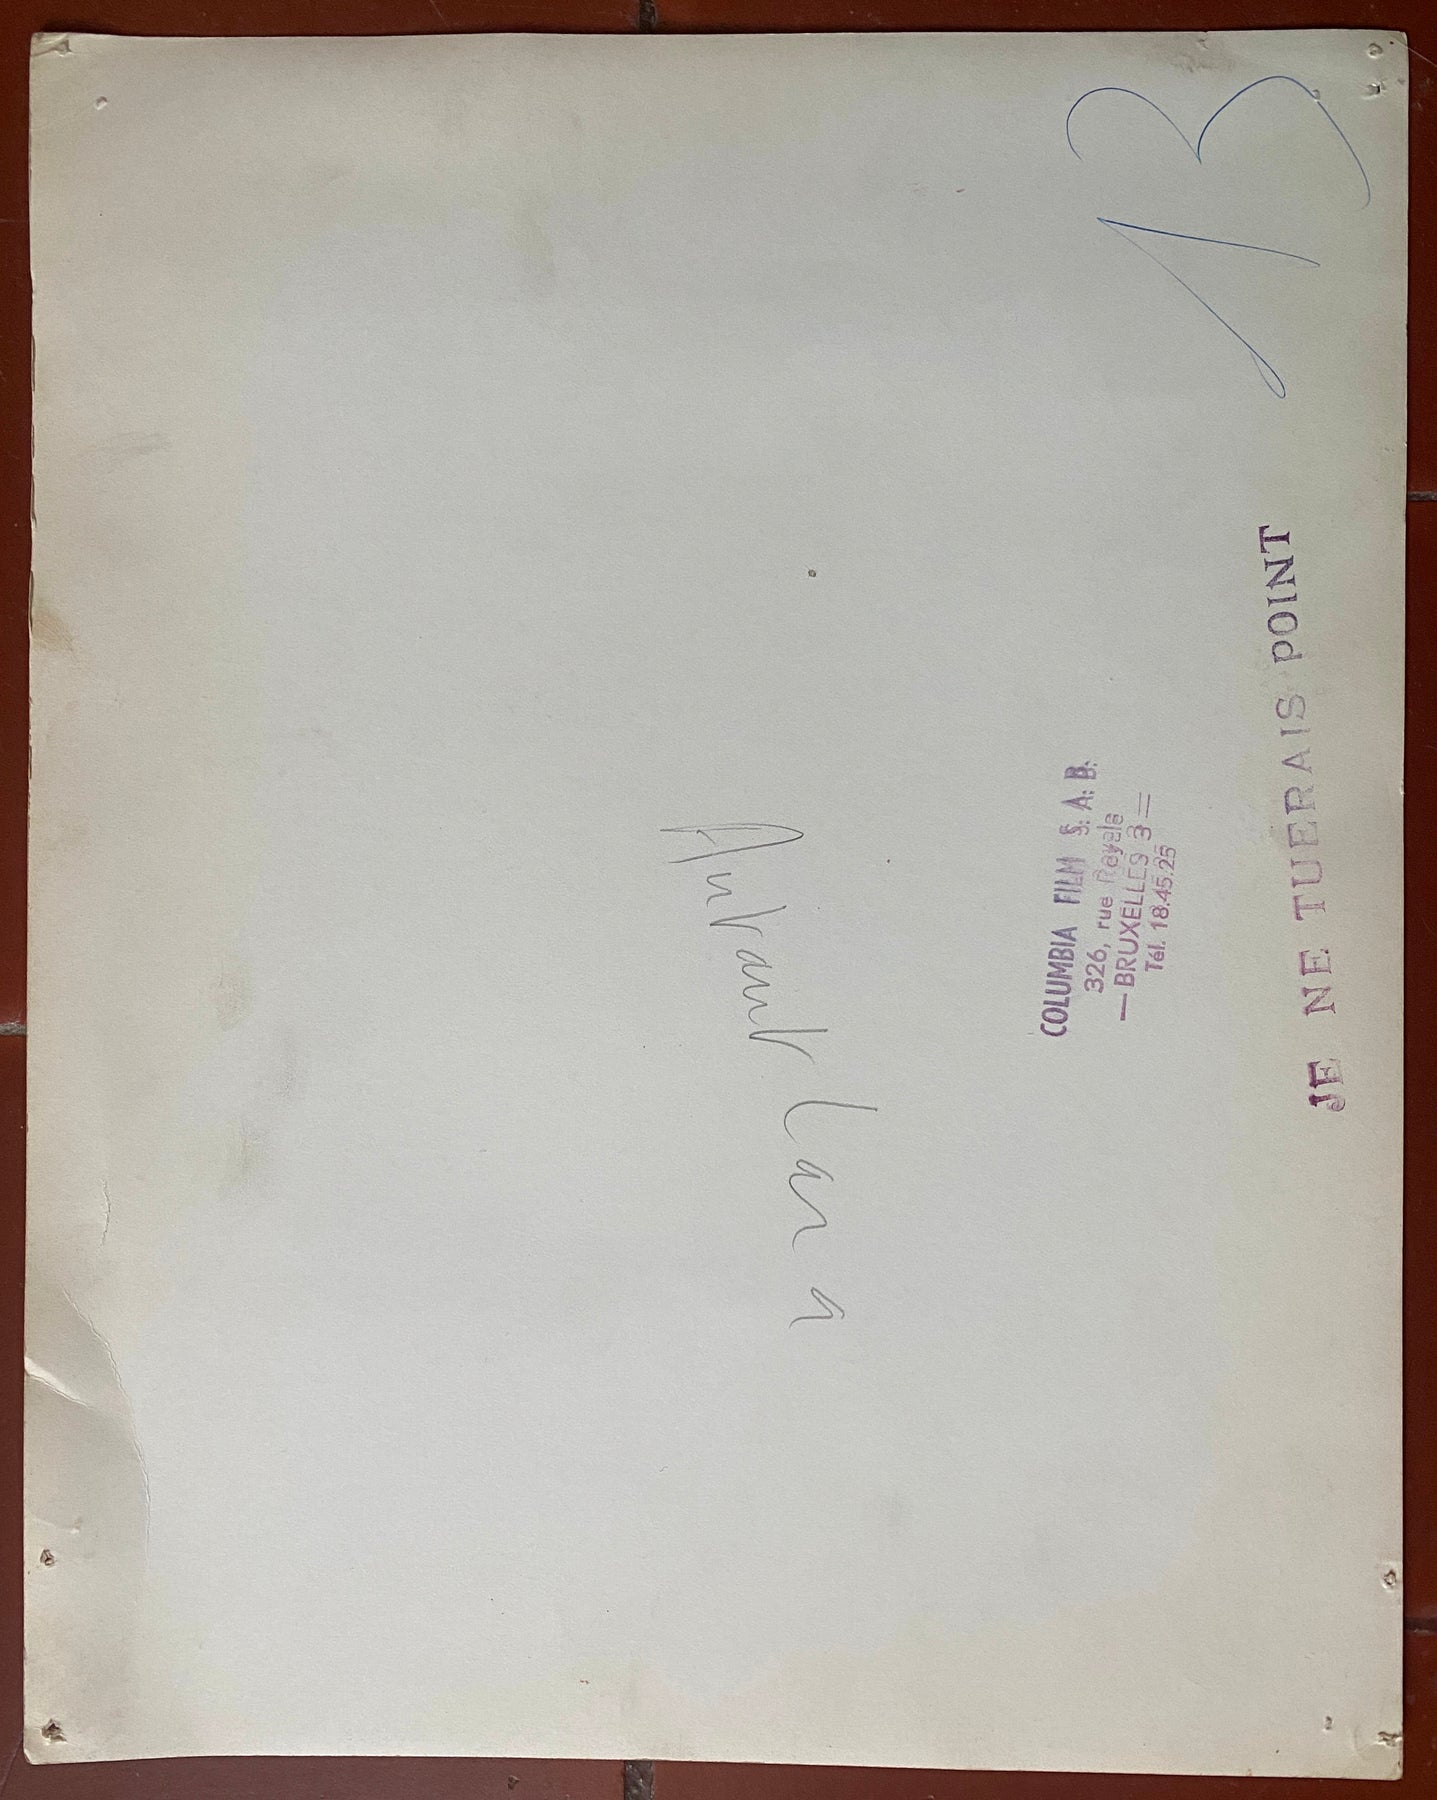 13
JE NE TUERAIS POINT
COLUMBIA FILM S. A. B.
326, rue Royale
— BRUXELLES 3 =
Tél. 18.45.25
Autant Lara